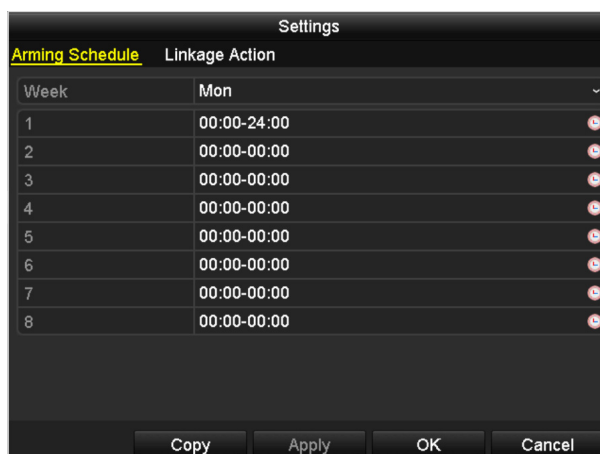 Settings
Arming Schedule Linkage Action
Week Mon
1 00:00-24:00
2 00:00-00:00
3 00:00-00:00
4 00:00-00:00
5 00:00-00:00
6 00:00-00:00
7 00:00-00:00
8 00:00-00:00
Copy Apply OK Cancel